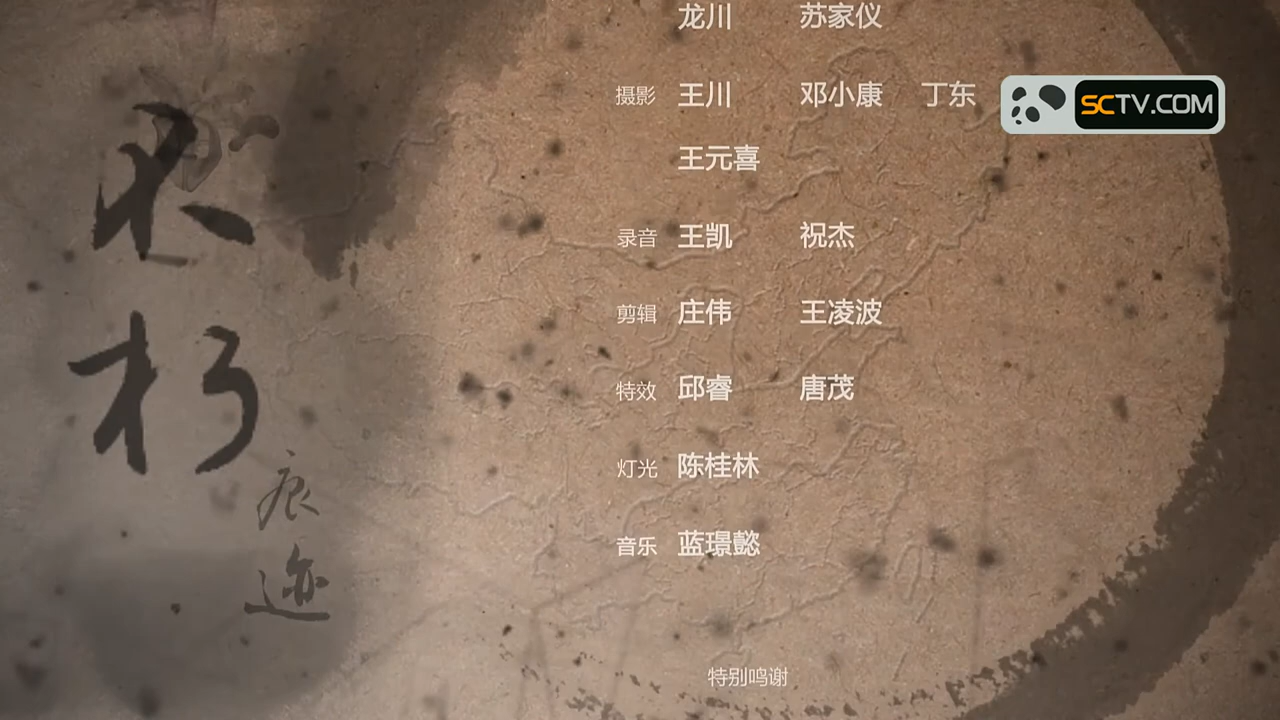 龙川 苏家仪
摄影 王川 邓小康 丁东
王元喜
录音 王凯 祝杰
剪辑 庄伟 王凌波
特效 邱睿 唐茂
灯光 陈桂林
音乐 蓝璟懿
特别鸣谢
SCTV.COM
不朽
痕迹